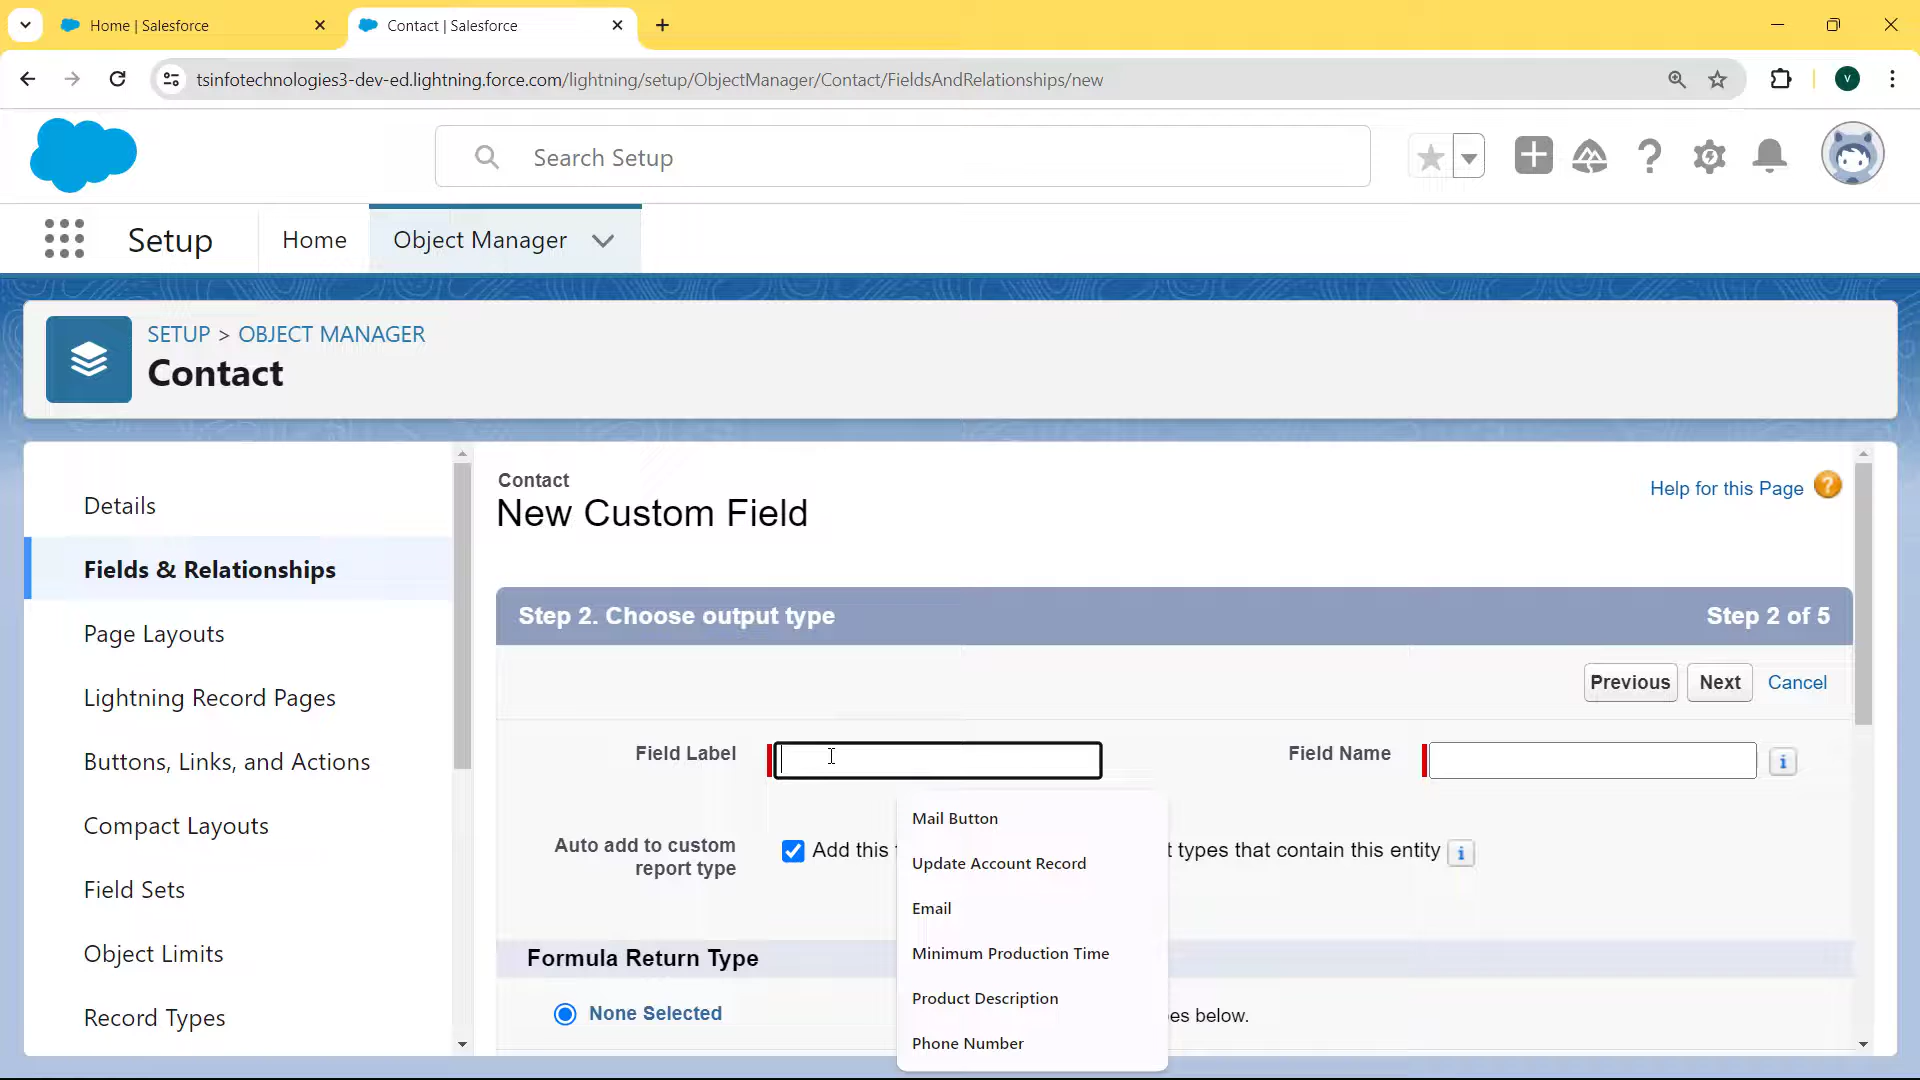 Home | Salesforce
Contact | Salesforce
tsinfotechnologies3-dev-ed.lightning.force.com/lightning/setup/ObjectManager/Contact/FieldsAndRelationships/new
V
Search Setup
Setup
Home
Object Manager
SETUP > OBJECT MANAGER
Contact
Details
Fields & Relationships
Page Layouts
Lightning Record Pages
Buttons, Links, and Actions
Compact Layouts
Field Sets
Object Limits
Record Types
Contact
New Custom Field
Help for this Page
Step 2. Choose output type
Step 2 of 5
Previous
Next
Cancel
Field Label
Field Name
Auto add to custom
report type
Add this
types that contain this entity
Formula Return Type
None Selected
below.
Mail Button
Update Account Record
Email
Minimum Production Time
Product Description
Phone Number